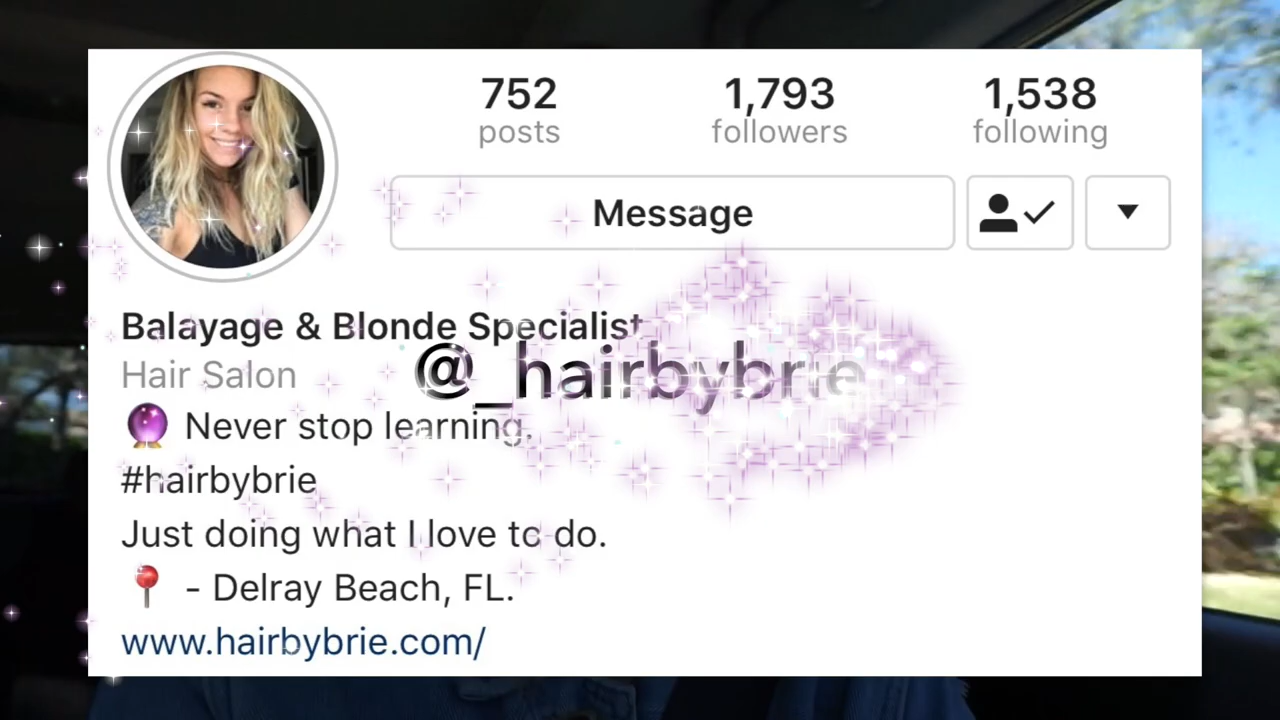 752 1,793 1,538
posts followers following
Message
Balayage & Blonde Specialist
@_hairbybrie
Hair Salon
🔮 Never stop learning.
#hairbybrie
Just doing what I love to do.
📍 - Delray Beach, FL.
www.hairbybrie.com/